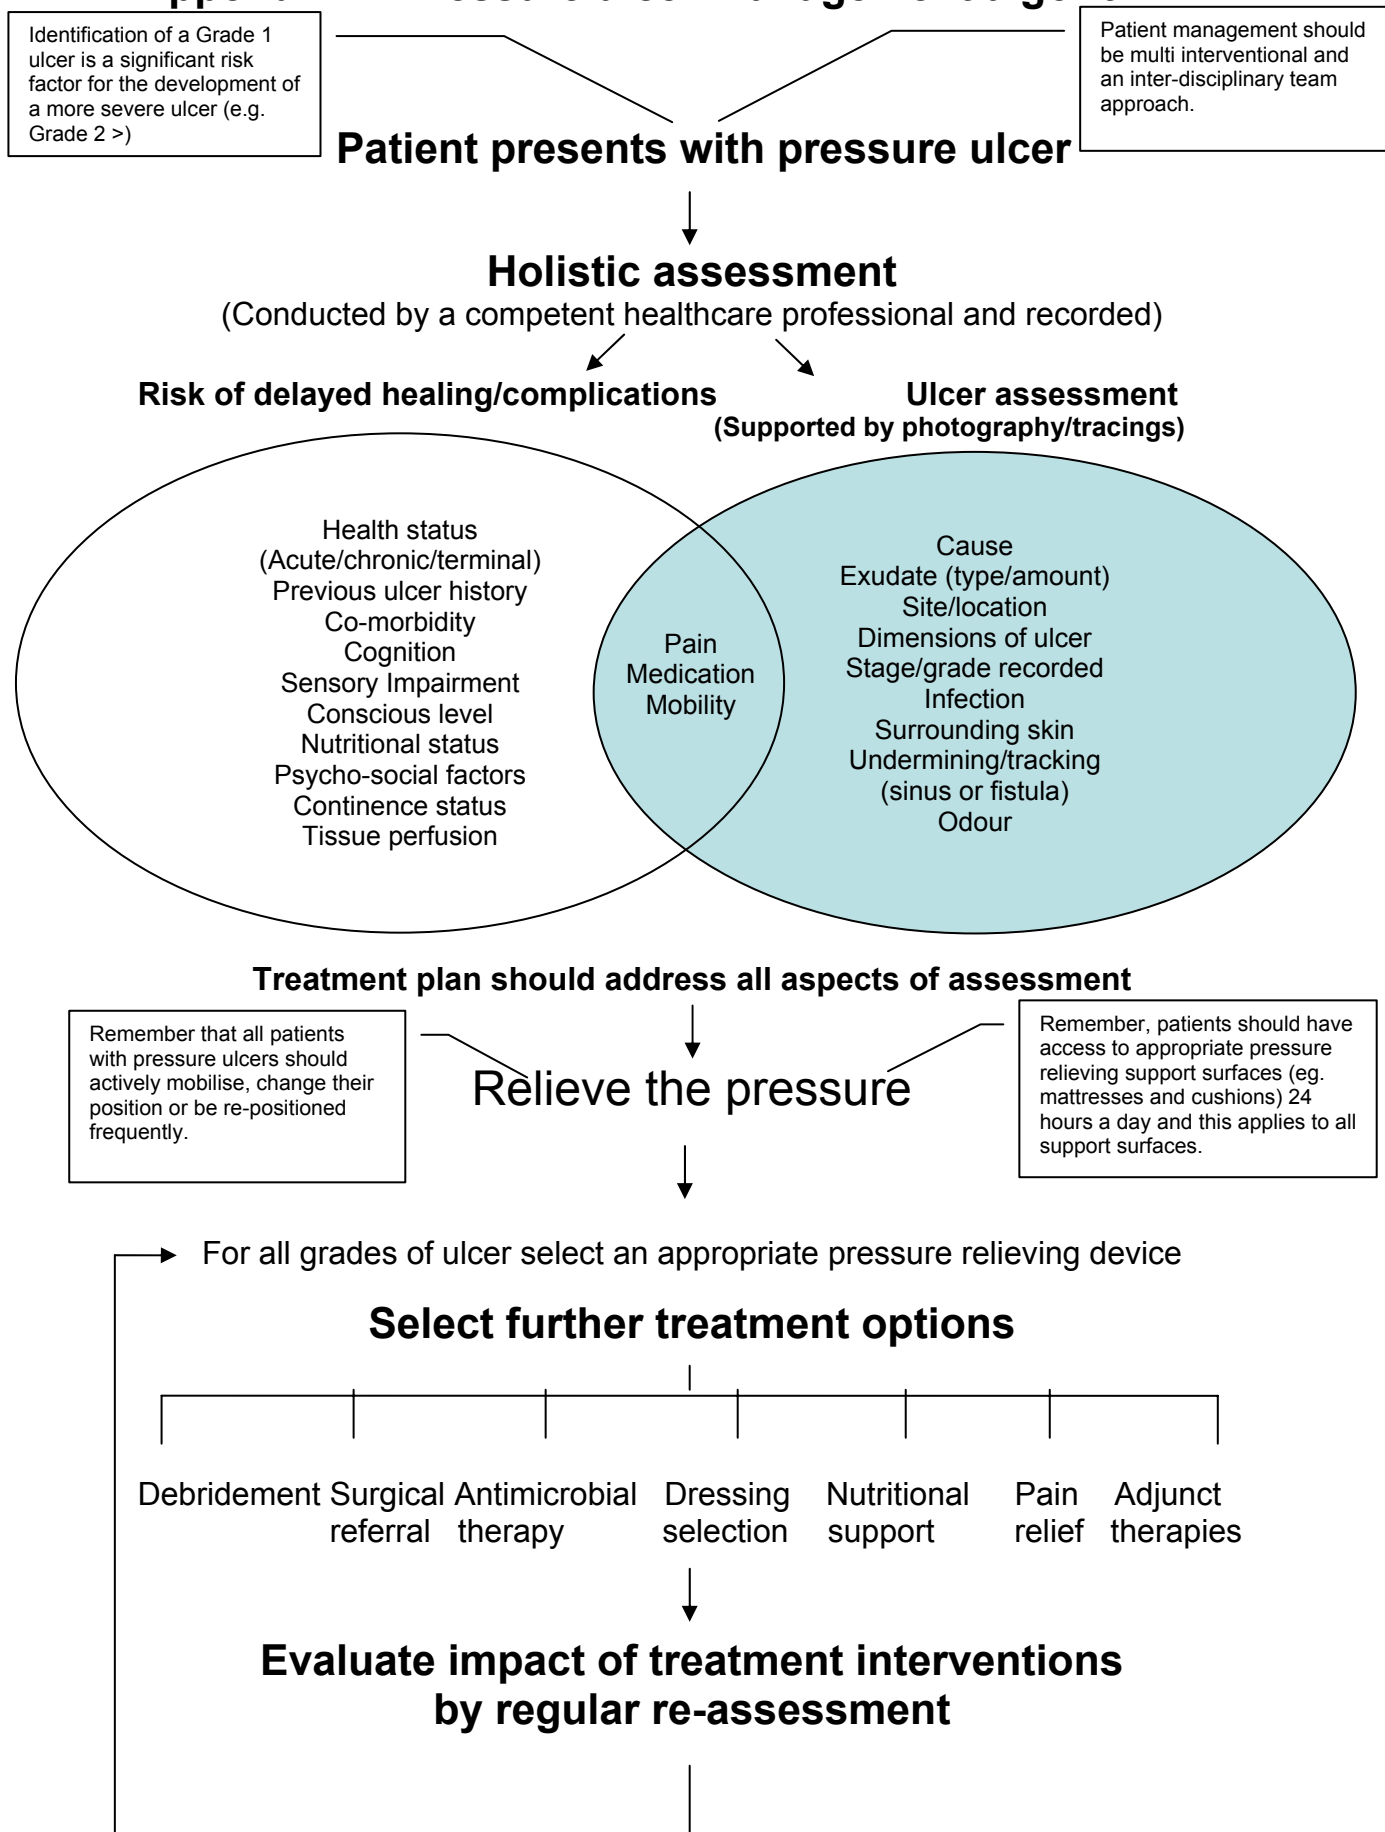 Identification of a Grade 1
ulcer is a significant risk
factor for the development of
a more severe ulcer (e.g.
Grade 2 >)
Patient management should
be multi interventional and
an inter-disciplinary team
approach.
Patient presents with pressure ulcer
Holistic assessment
(Conducted by a competent healthcare professional and recorded)
Risk of delayed healing/complications
Ulcer assessment
(Supported by photography/tracings)
Health status
(Acute/chronic/terminal)
Previous ulcer history
Co-morbidity
Cognition
Sensory Impairment
Conscious level
Nutritional status
Psycho-social factors
Continence status
Tissue perfusion
Pain
Medication
Mobility
Cause
Exudate (type/amount)
Site/location
Dimensions of ulcer
Stage/grade recorded
Infection
Surrounding skin
Undermining/tracking
(sinus or fistula)
Odour
Treatment plan should address all aspects of assessment
Remember that all patients
with pressure ulcers should
actively mobilise, change their
position or be re-positioned
frequently.
Relieve the pressure
Remember, patients should have
access to appropriate pressure
relieving support surfaces (eg.
mattresses and cushions) 24
hours a day and this applies to all
support surfaces.
For all grades of ulcer select an appropriate pressure relieving device
Select further treatment options
Debridement
Surgical
referral
Antimicrobial
therapy
Dressing
selection
Nutritional
support
Pain
relief
Adjunct
therapies
Evaluate impact of treatment interventions
by regular re-assessment